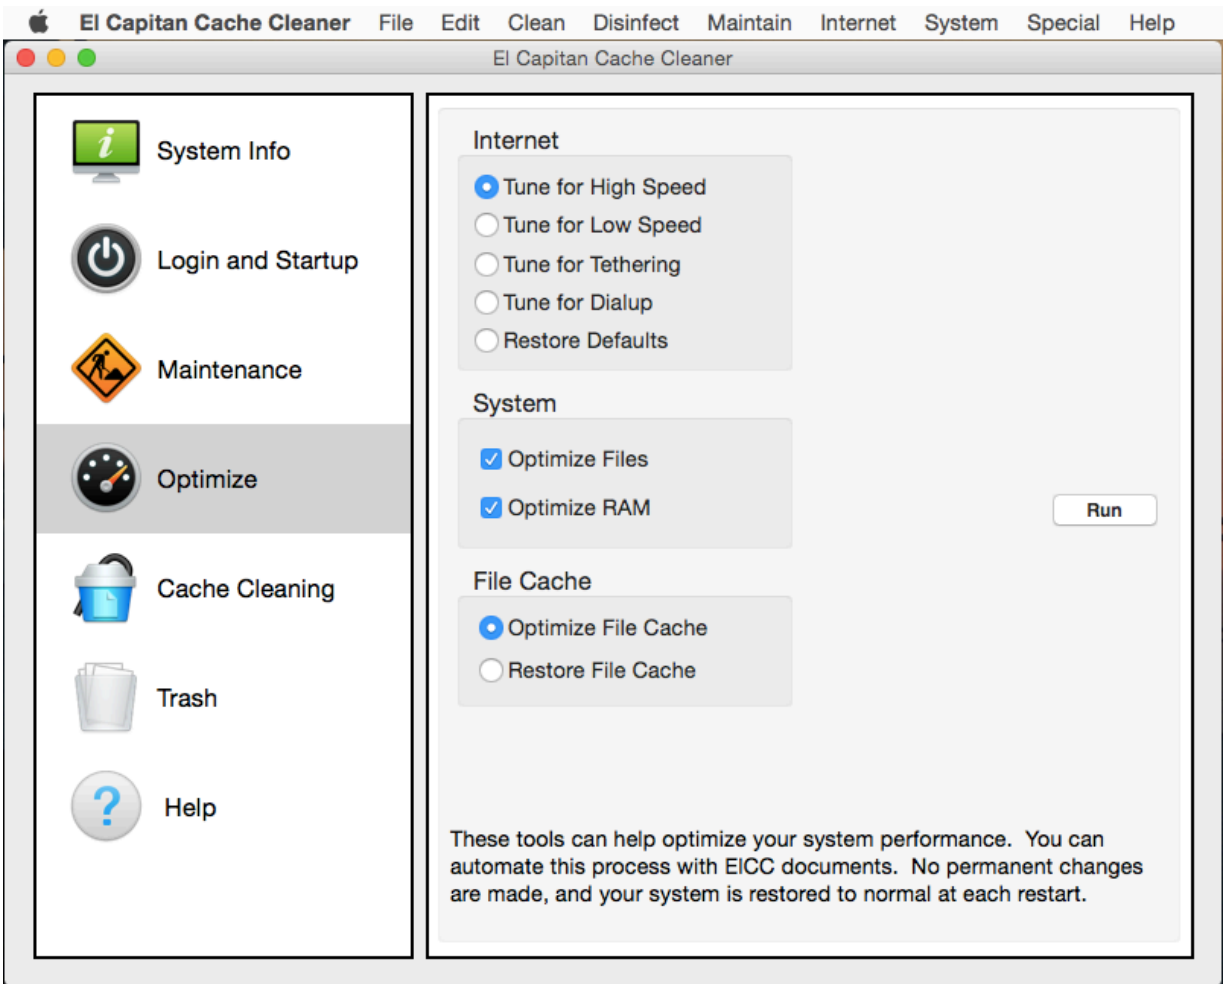 El Capitan Cache Cleaner File Edit Clean Disinfect Maintain Internet System Special Help
El Capitan Cache Cleaner
System Info
Login and Startup
Maintenance
Optimize
Cache Cleaning
Trash
Help
Internet
Tune for High Speed
Tune for Low Speed
Tune for Tethering
Tune for Dialup
Restore Defaults
System
Optimize Files
Optimize RAM
Run
File Cache
Optimize File Cache
Restore File Cache
These tools can help optimize your system performance.  You can
automate this process with EICC documents.  No permanent changes
are made, and your system is restored to normal at each restart.